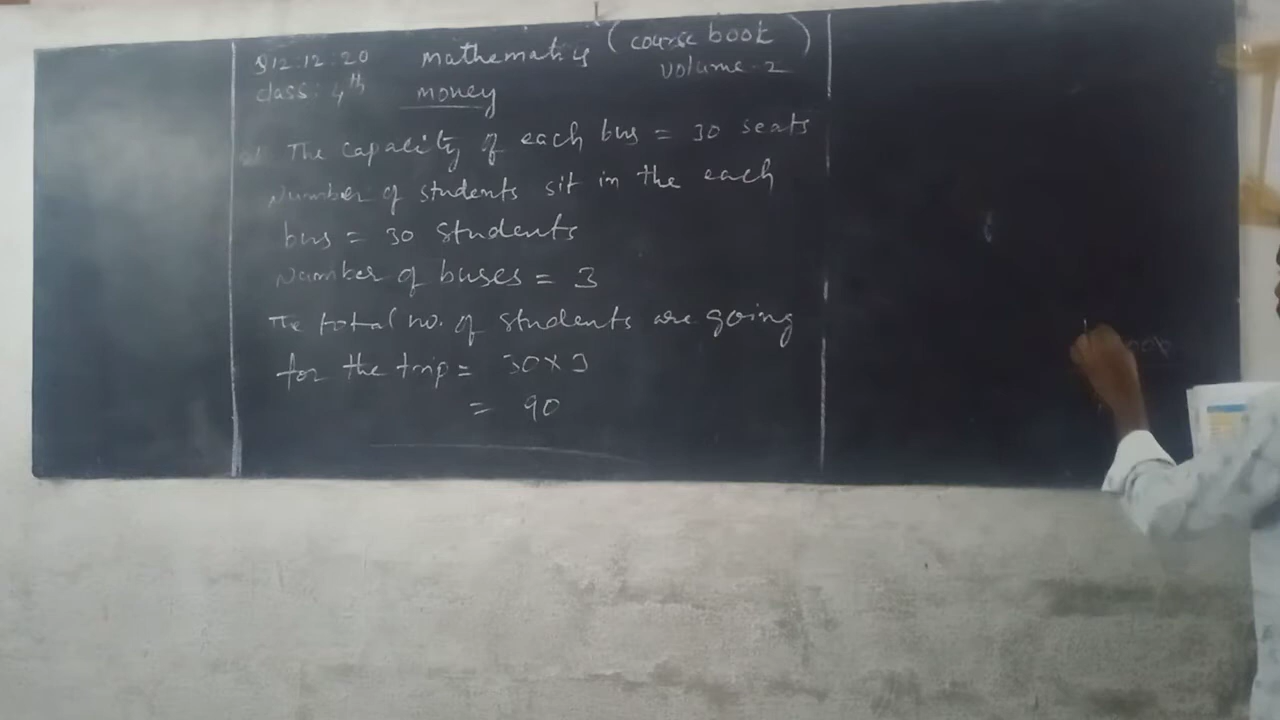 12:12:20 Mathematics (course book)
class: 4th volume-2
money
The capacity of each bus = 30 seats
Number of students sit in the each
bus = 30 students
Number of buses = 3
The total no. of students are going
for the trip = 30×3
= 90